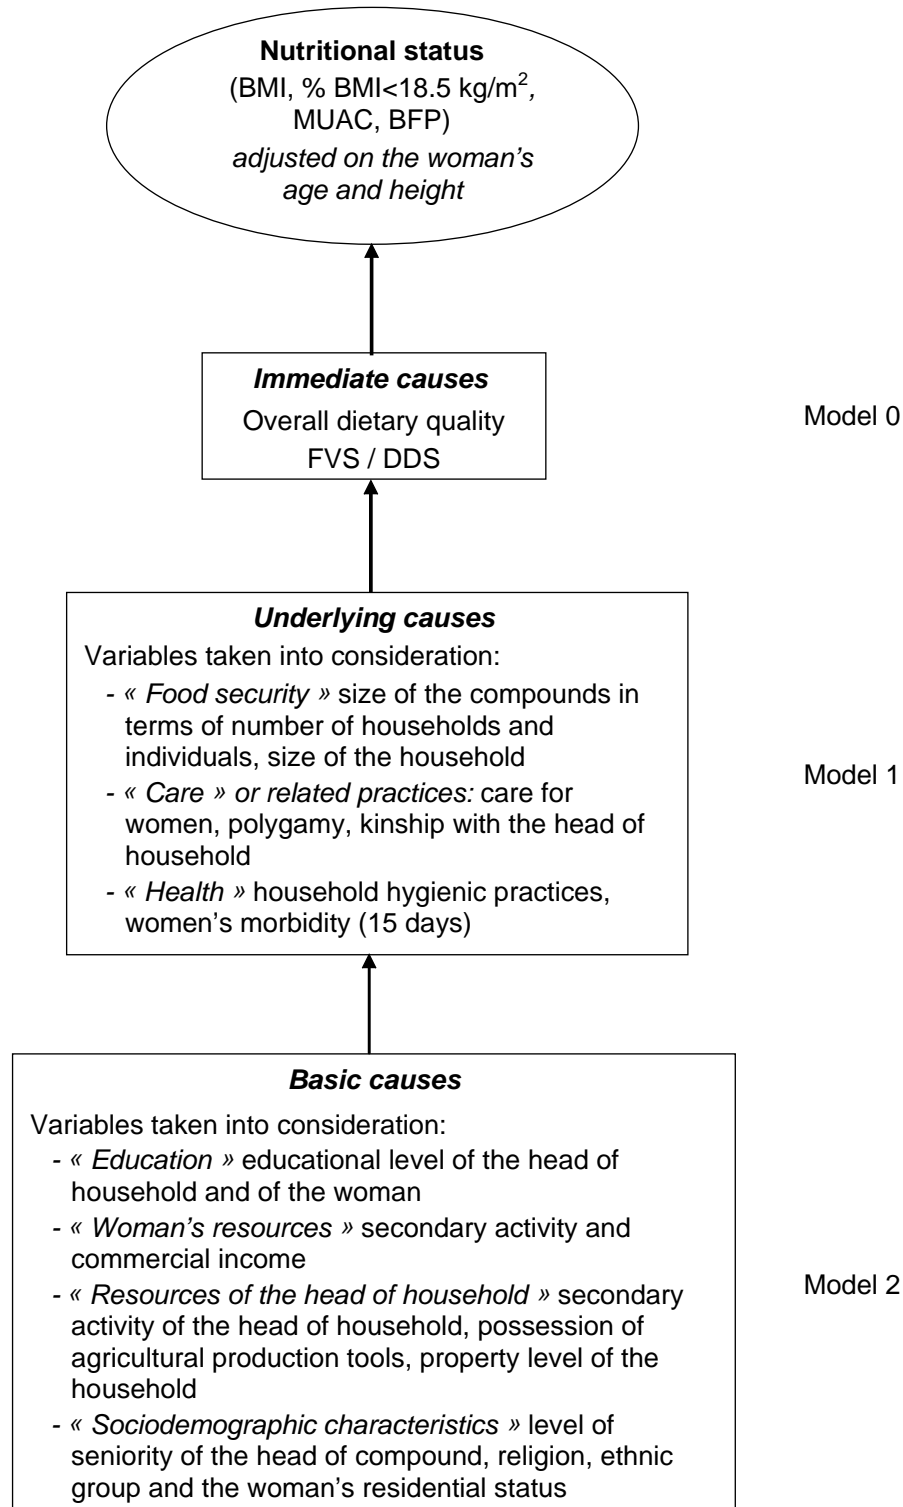 Nutritional status
(BMI, % BMI<18.5 kg/m²,
MUAC, BFP)
adjusted on the woman's
age and height
Immediate causes
Overall dietary quality
FVS / DDS
Model 0
Underlying causes
Variables taken into consideration:
- « Food security » size of the compounds in
terms of number of households and
individuals, size of the household
- « Care » or related practices: care for
women, polygamy, kinship with the head of
household
- « Health » household hygienic practices,
women's morbidity (15 days)
Model 1
Basic causes
Variables taken into consideration:
- « Education » educational level of the head of
household and of the woman
- « Woman's resources » secondary activity and
commercial income
- « Resources of the head of household » secondary
activity of the head of household, possession of
agricultural production tools, property level of the
household
- « Sociodemographic characteristics » level of
seniority of the head of compound, religion, ethnic
group and the woman's residential status
Model 2